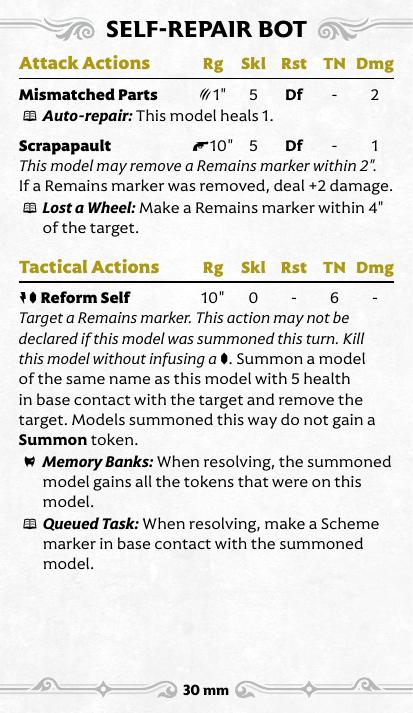 SELF-REPAIR BOT
Attack Actions Rg Skl Rst TN Dmg
Mismatched Parts 1" 5 Df - 2
Auto-repair: This model heals 1.
Scrapapault 10" 5 Df - 1
This model may remove a Remains marker within 2".
If a Remains marker was removed, deal +2 damage.
Lost a Wheel: Make a Remains marker within 4"
of the target.
Tactical Actions Rg Skl Rst TN Dmg
Reform Self 10" 0 - 6 -
Target a Remains marker. This action may not be
declared if this model was summoned this turn. Kill
this model without infusing a . Summon a model
of the same name as this model with 5 health
in base contact with the target and remove the
target. Models summoned this way do not gain a
Summon token.
Memory Banks: When resolving, the summoned
model gains all the tokens that were on this
model.
Queued Task: When resolving, make a Scheme
marker in base contact with the summoned
model.
30 mm